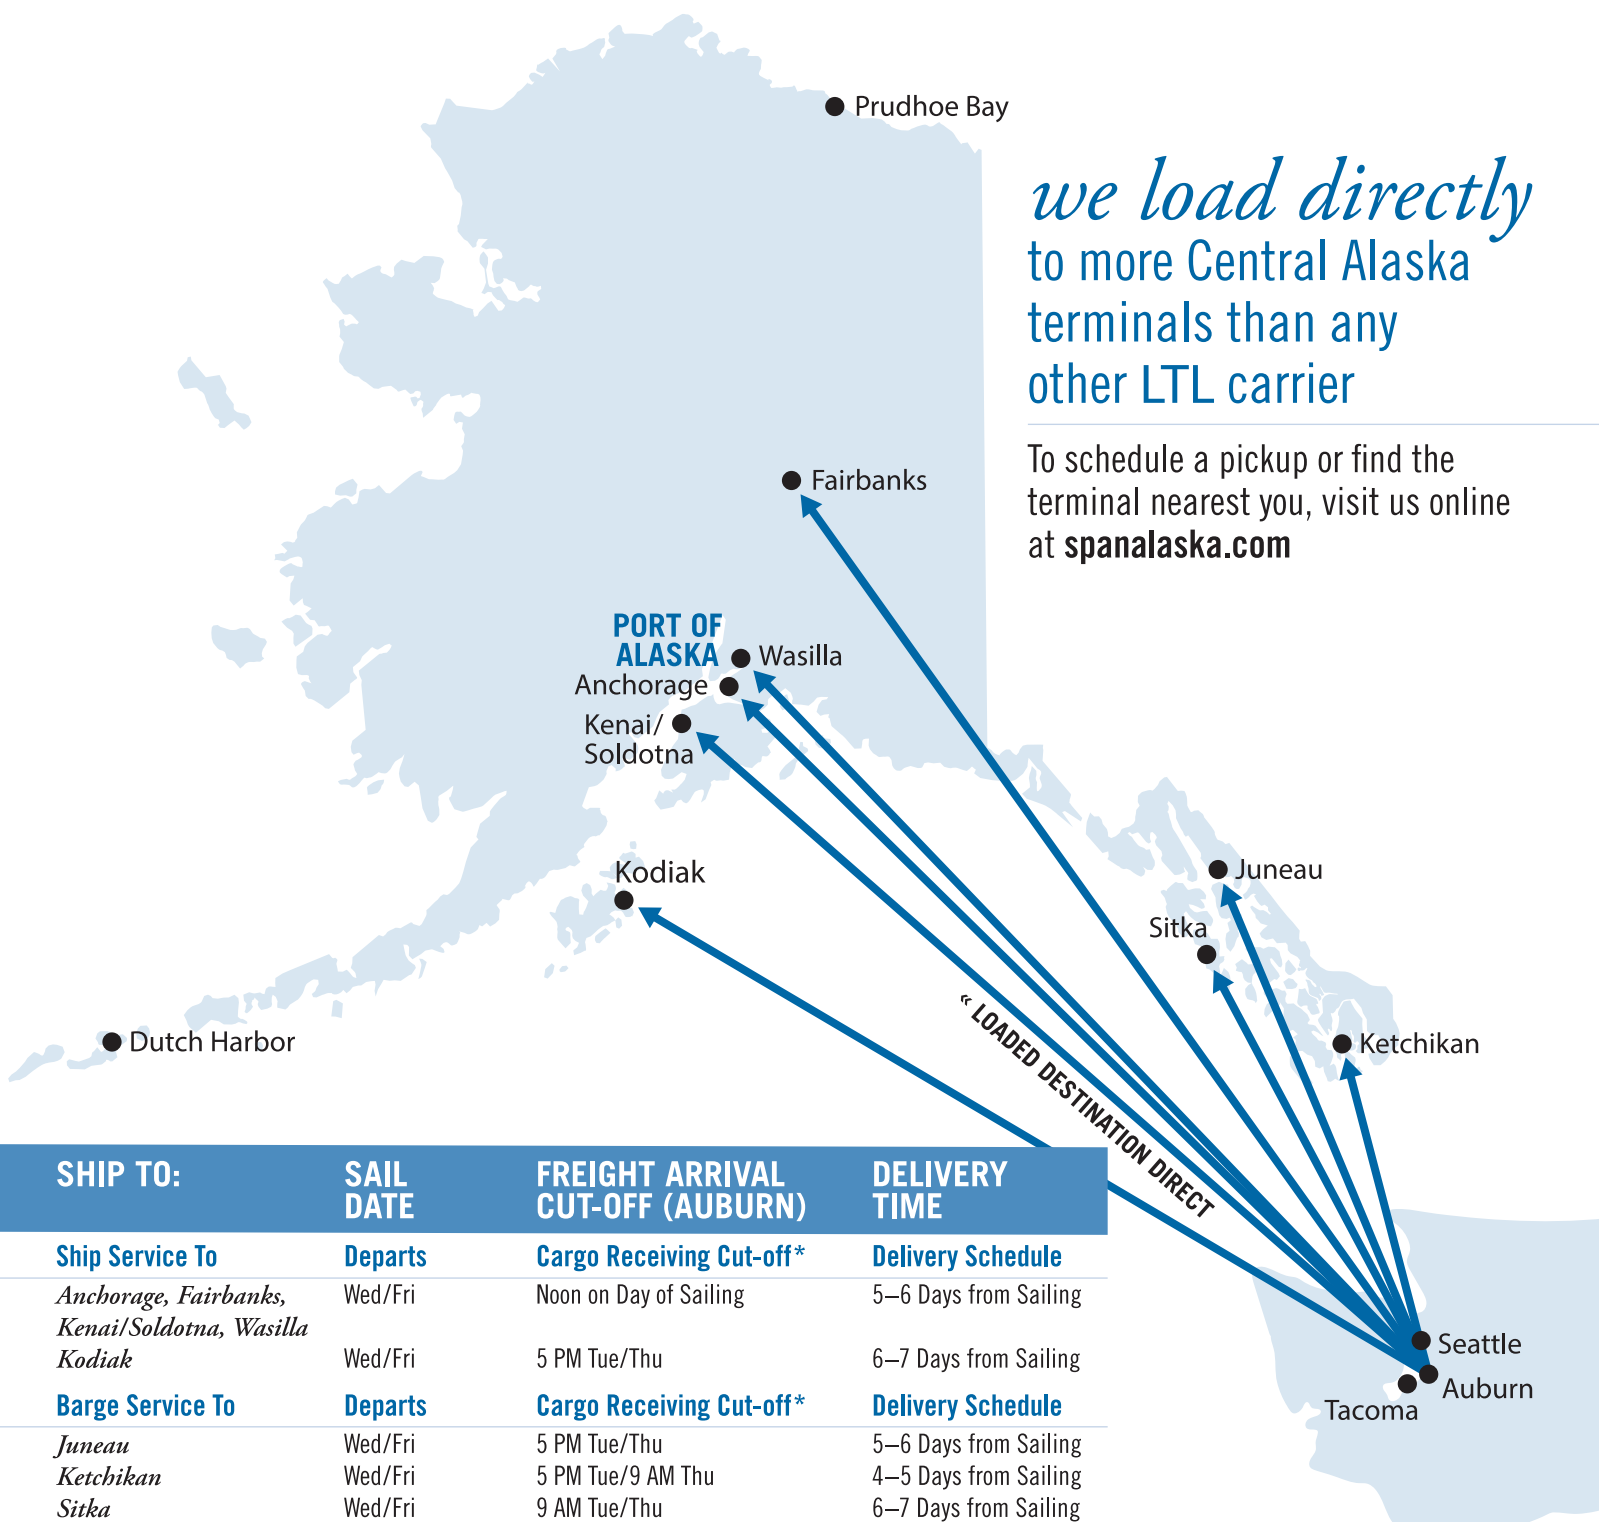 Prudhoe Bay
we load directly
to more Central Alaska
terminals than any
other LTL carrier
To schedule a pickup or find the
terminal nearest you, visit us online
at spanalaska.com
Fairbanks
PORT OF
ALASKA
Wasilla
Anchorage
Kenai/
Soldotna
Kodiak
Juneau
Sitka
Ketchikan
Dutch Harbor
« LOADED DESTINATION DIRECT
Seattle
Auburn
Tacoma
SHIP TO: SAIL DATE FREIGHT ARRIVAL CUT-OFF (AUBURN) DELIVERY TIME
Ship Service To Departs Cargo Receiving Cut-off* Delivery Schedule
Anchorage, Fairbanks, Wed/Fri Noon on Day of Sailing 5–6 Days from Sailing
Kenai/Soldotna, Wasilla
Kodiak Wed/Fri 5 PM Tue/Thu 6–7 Days from Sailing
Barge Service To Departs Cargo Receiving Cut-off* Delivery Schedule
Juneau Wed/Fri 5 PM Tue/Thu 5–6 Days from Sailing
Ketchikan Wed/Fri 5 PM Tue/9 AM Thu 4–5 Days from Sailing
Sitka Wed/Fri 9 AM Tue/Thu 6–7 Days from Sailing